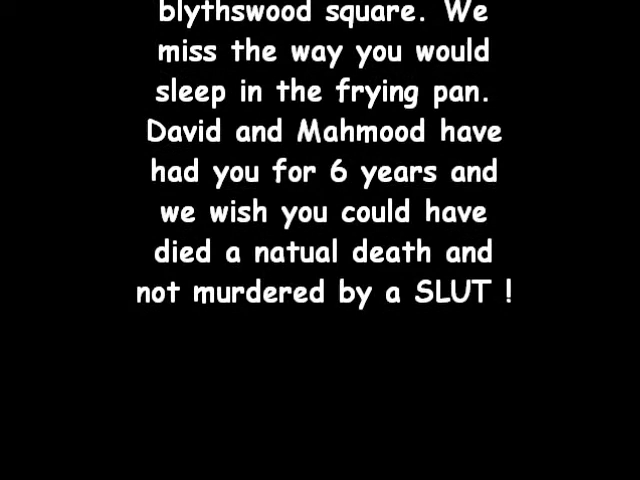 blythswood square. We
miss the way you would
sleep in the frying pan.
David and Mahmood have
had you for 6 years and
we wish you could have
died a natual death and
not murdered by a SLUT !